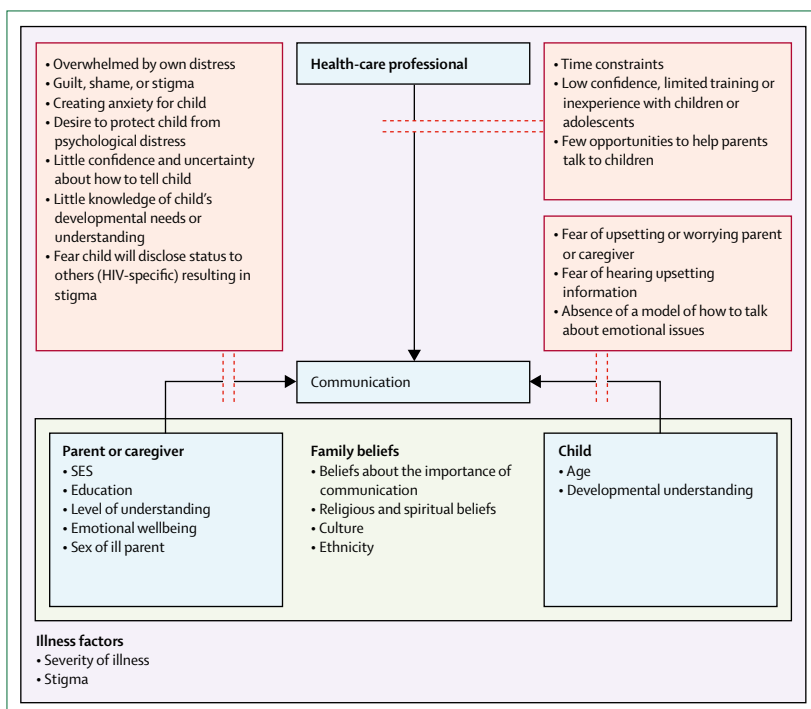 • Overwhelmed by own distress
• Guilt, shame, or stigma
• Creating anxiety for child
• Desire to protect child from
psychological distress
• Little confidence and uncertainty
about how to tell child
• Little knowledge of child's
developmental needs or
understanding
• Fear child will disclose status to
others (HIV-specific) resulting in
stigma
Health-care professional
• Time constraints
• Low confidence, limited training or
inexperience with children or
adolescents
• Few opportunities to help parents
talk to children
• Fear of upsetting or worrying parent
or caregiver
• Fear of hearing upsetting
information
• Absence of a model of how to talk
about emotional issues
Communication
Parent or caregiver
• SES
• Education
• Level of understanding
• Emotional wellbeing
• Sex of ill parent
Family beliefs
• Beliefs about the importance of
communication
• Religious and spiritual beliefs
• Culture
• Ethnicity
Child
• Age
• Developmental understanding
Illness factors
• Severity of illness
• Stigma